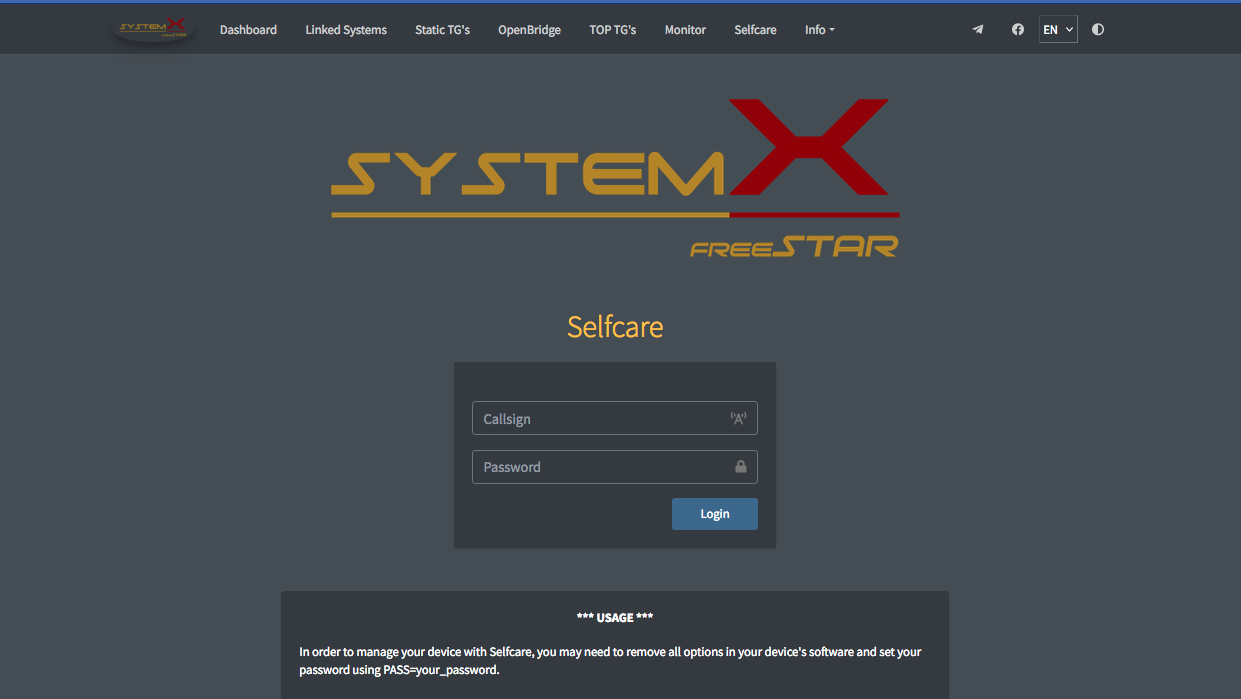 SYSTEM X
FREESTAR
Dashboard Linked Systems Static TG's OpenBridge TOP TG's Monitor Selfcare Info EN
SYSTEM X
FREESTAR
Selfcare
Callsign
Password
Login
*** USAGE ***
In order to manage your device with Selfcare, you may need to remove all options in your device's software and set your
password using PASS=your_password.